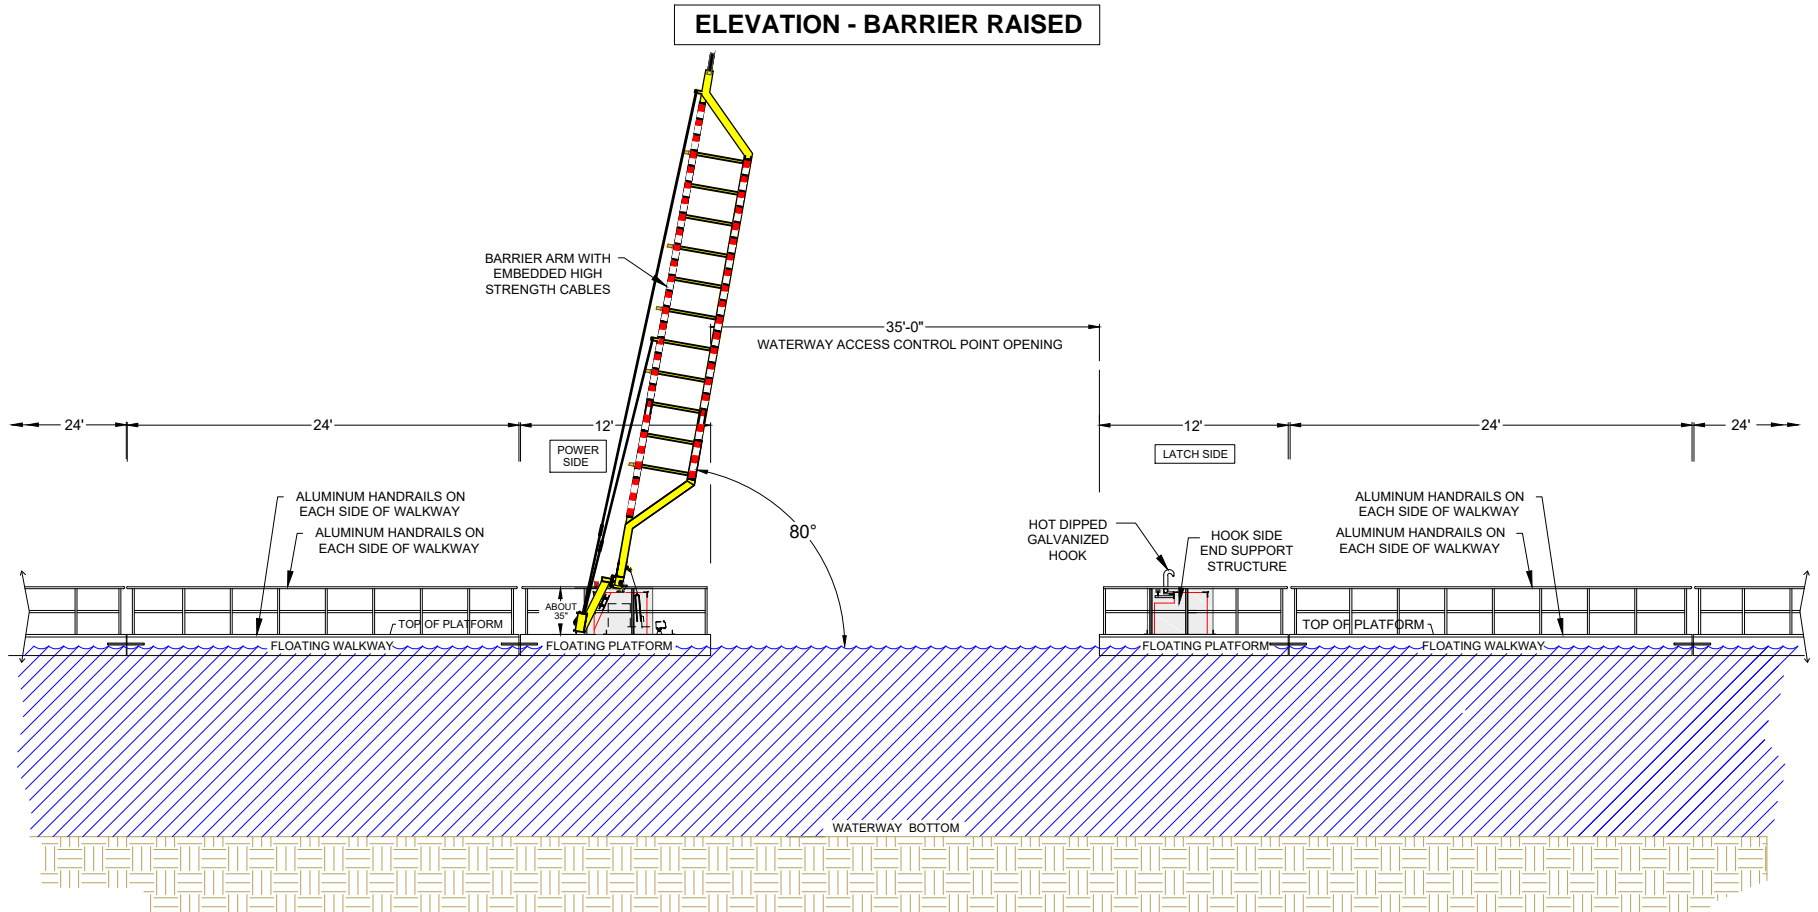 ELEVATION - BARRIER RAISED
BARRIER ARM WITH
EMBEDDED HIGH
STRENGTH CABLES
35'-0"
WATERWAY ACCESS CONTROL POINT OPENING
24'
24'
12'
12'
24'
24'
POWER
SIDE
LATCH SIDE
80°
ALUMINUM HANDRAILS ON
EACH SIDE OF WALKWAY
ALUMINUM HANDRAILS ON
EACH SIDE OF WALKWAY
HOT DIPPED
GALVANIZED
HOOK
HOOK SIDE
END SUPPORT
STRUCTURE
ALUMINUM HANDRAILS ON
EACH SIDE OF WALKWAY
ALUMINUM HANDRAILS ON
EACH SIDE OF WALKWAY
ABOUT
35"
TOP OF PLATFORM
TOP OF PLATFORM
FLOATING WALKWAY
FLOATING PLATFORM
FLOATING PLATFORM
FLOATING WALKWAY
WATERWAY BOTTOM